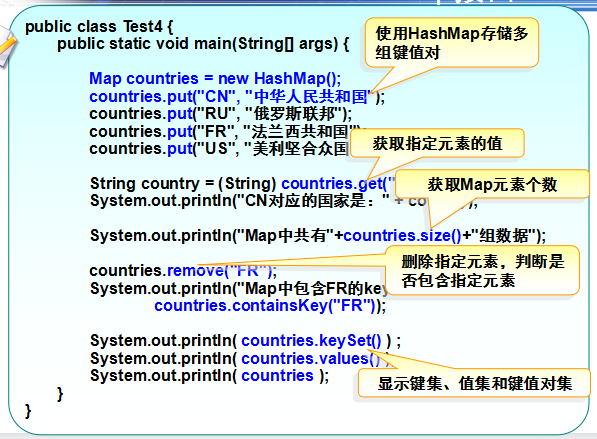 public class Test4 {
public static void main(String[] args) {
使用HashMap存储多
组键值对
Map countries = new HashMap();
countries.put("CN", "中华人民共和国");
countries.put("RU", "俄罗斯联邦");
countries.put("FR", "法兰西共和国")
countries.put("US", "美利坚合众国
获取指定元素的值
String country = (String) countries.get("
获取Map元素个数
System.out.println("CN对应的国家是：" + co
System.out.println("Map中共有"+countries.size()+"组数据");
countries.remove("FR");
删除指定元素，判断是
否包含指定元素
System.out.println("Map中包含FR的key
countries.containsKey("FR"));
System.out.println( countries.keySet() ) ;
System.out.println( countries.values() )
System.out.println( countries );
显示键集、值集和键值对集
}
}